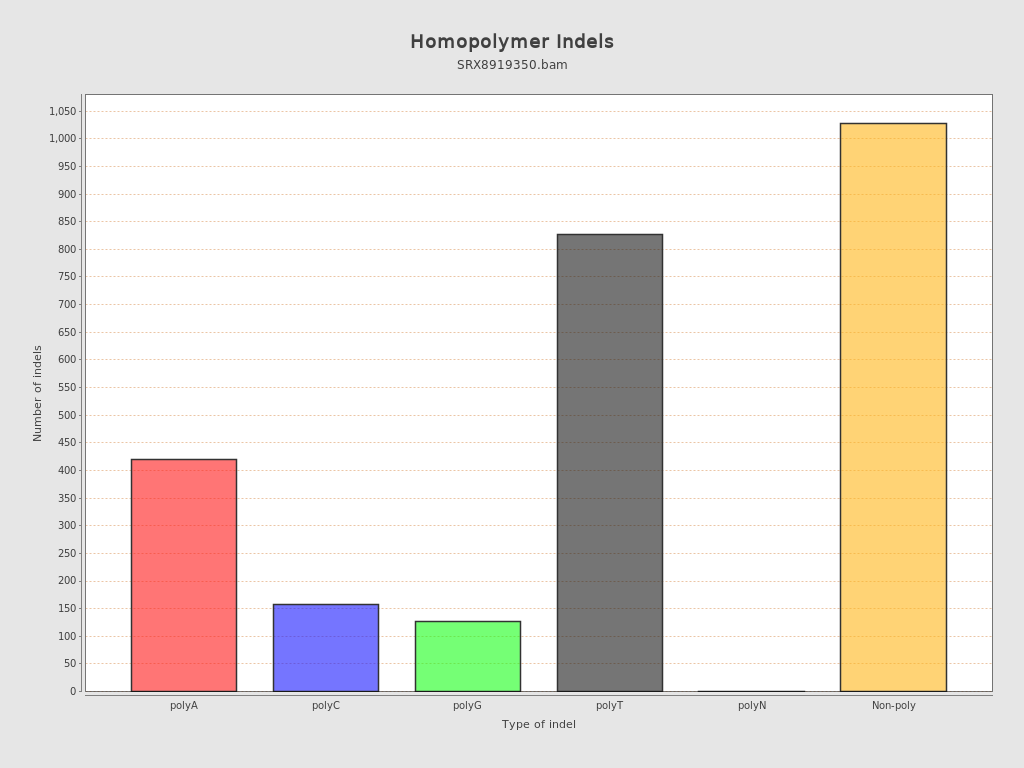 Homopolymer Indels
SRX8919350.bam
1,050
1,000
950
900
850
800
750
700
650
600
550
500
450
400
350
300
250
200
150
100
50
0
Number of indels
polyA
polyC
polyG
polyT
polyN
Non-poly
Type of indel